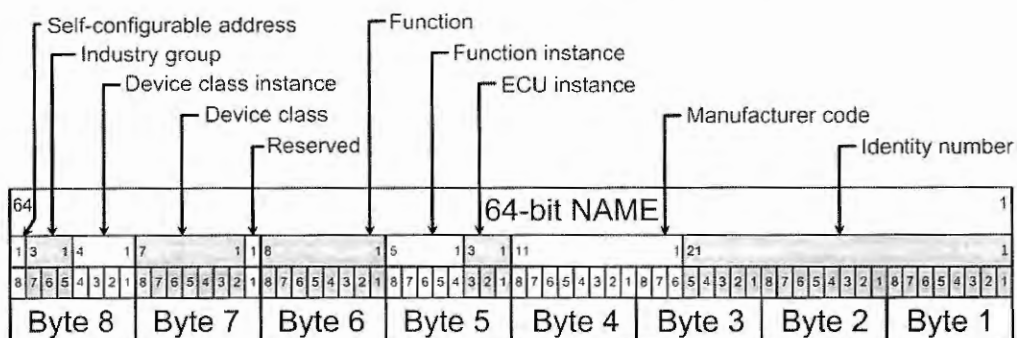 Self-configurable address
Function
Industry group
Function instance
Device class instance
ECU instance
Device class
Manufacturer code
Reserved
Identity number
64 64-bit NAME 1
1 3 1 4 1 7 1 1 8 1 5 1 3 1 11 1 21 1
8 7 6 5 4 3 2 1 8 7 6 5 4 3 2 1 8 7 6 5 4 3 2 1 8 7 6 5 4 3 2 1 8 7 6 5 4 3 2 1 8 7 6 5 4 3 2 1 8 7 6 5 4 3 2 1 8 7 6 5 4 3 2 1
Byte 8 Byte 7 Byte 6 Byte 5 Byte 4 Byte 3 Byte 2 Byte 1